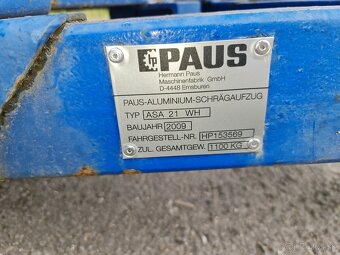 PAUS
Hermann Paus
Maschinenfabrik GmbH
D-4448 Emsbüren
PAUS-ALUMINIUM-SCHRÄGAUFZUG
TYP ASA 21 WH
BAUJAHR 2009
FAHRGESTELL-NR. HP153569
ZUL. GESAMTGEW. 1100 KG